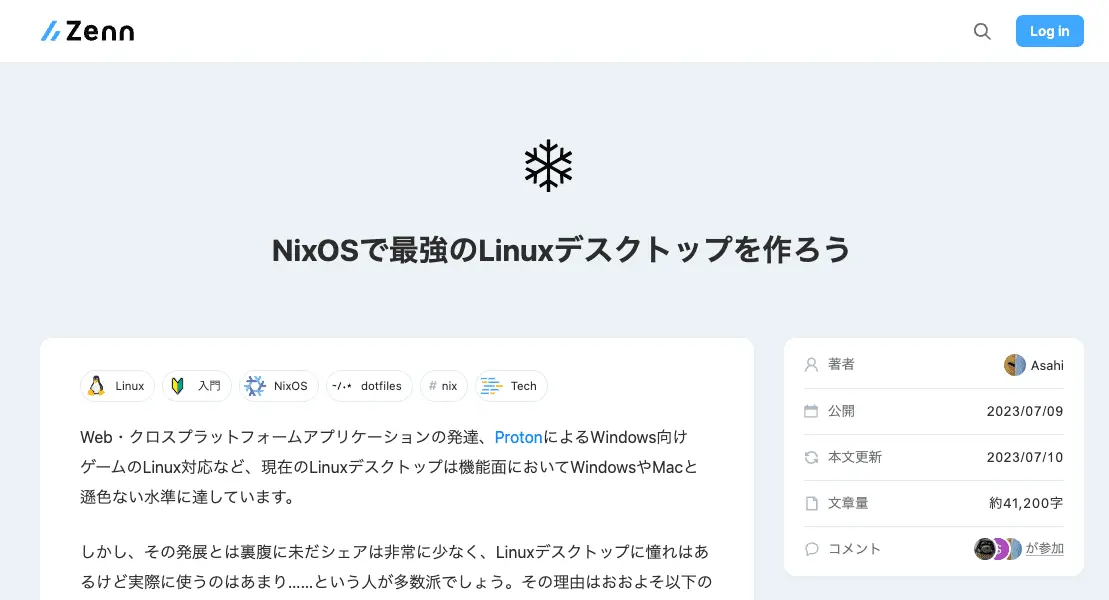 Zenn
Log in
NixOSで最強のLinuxデスクトップを作ろう
Linux
入門
NixOS
~/.*
dotfiles
# nix
Tech
Web・クロスプラットフォームアプリケーションの発達、ProtonによるWindows向け
ゲームのLinux対応など、現在のLinuxデスクトップは機能面においてWindowsやMacと
遜色ない水準に達しています。
しかし、その発展とは裏腹に未だシェアは非常に少なく、Linuxデスクトップに憧れはあ
るけど実際に使うのはあまり……という人が多数派でしょう。その理由はおおよそ以下の
著者
Asahi
公開
2023/07/09
本文更新
2023/07/10
文章量
約41,200字
コメント
が参加